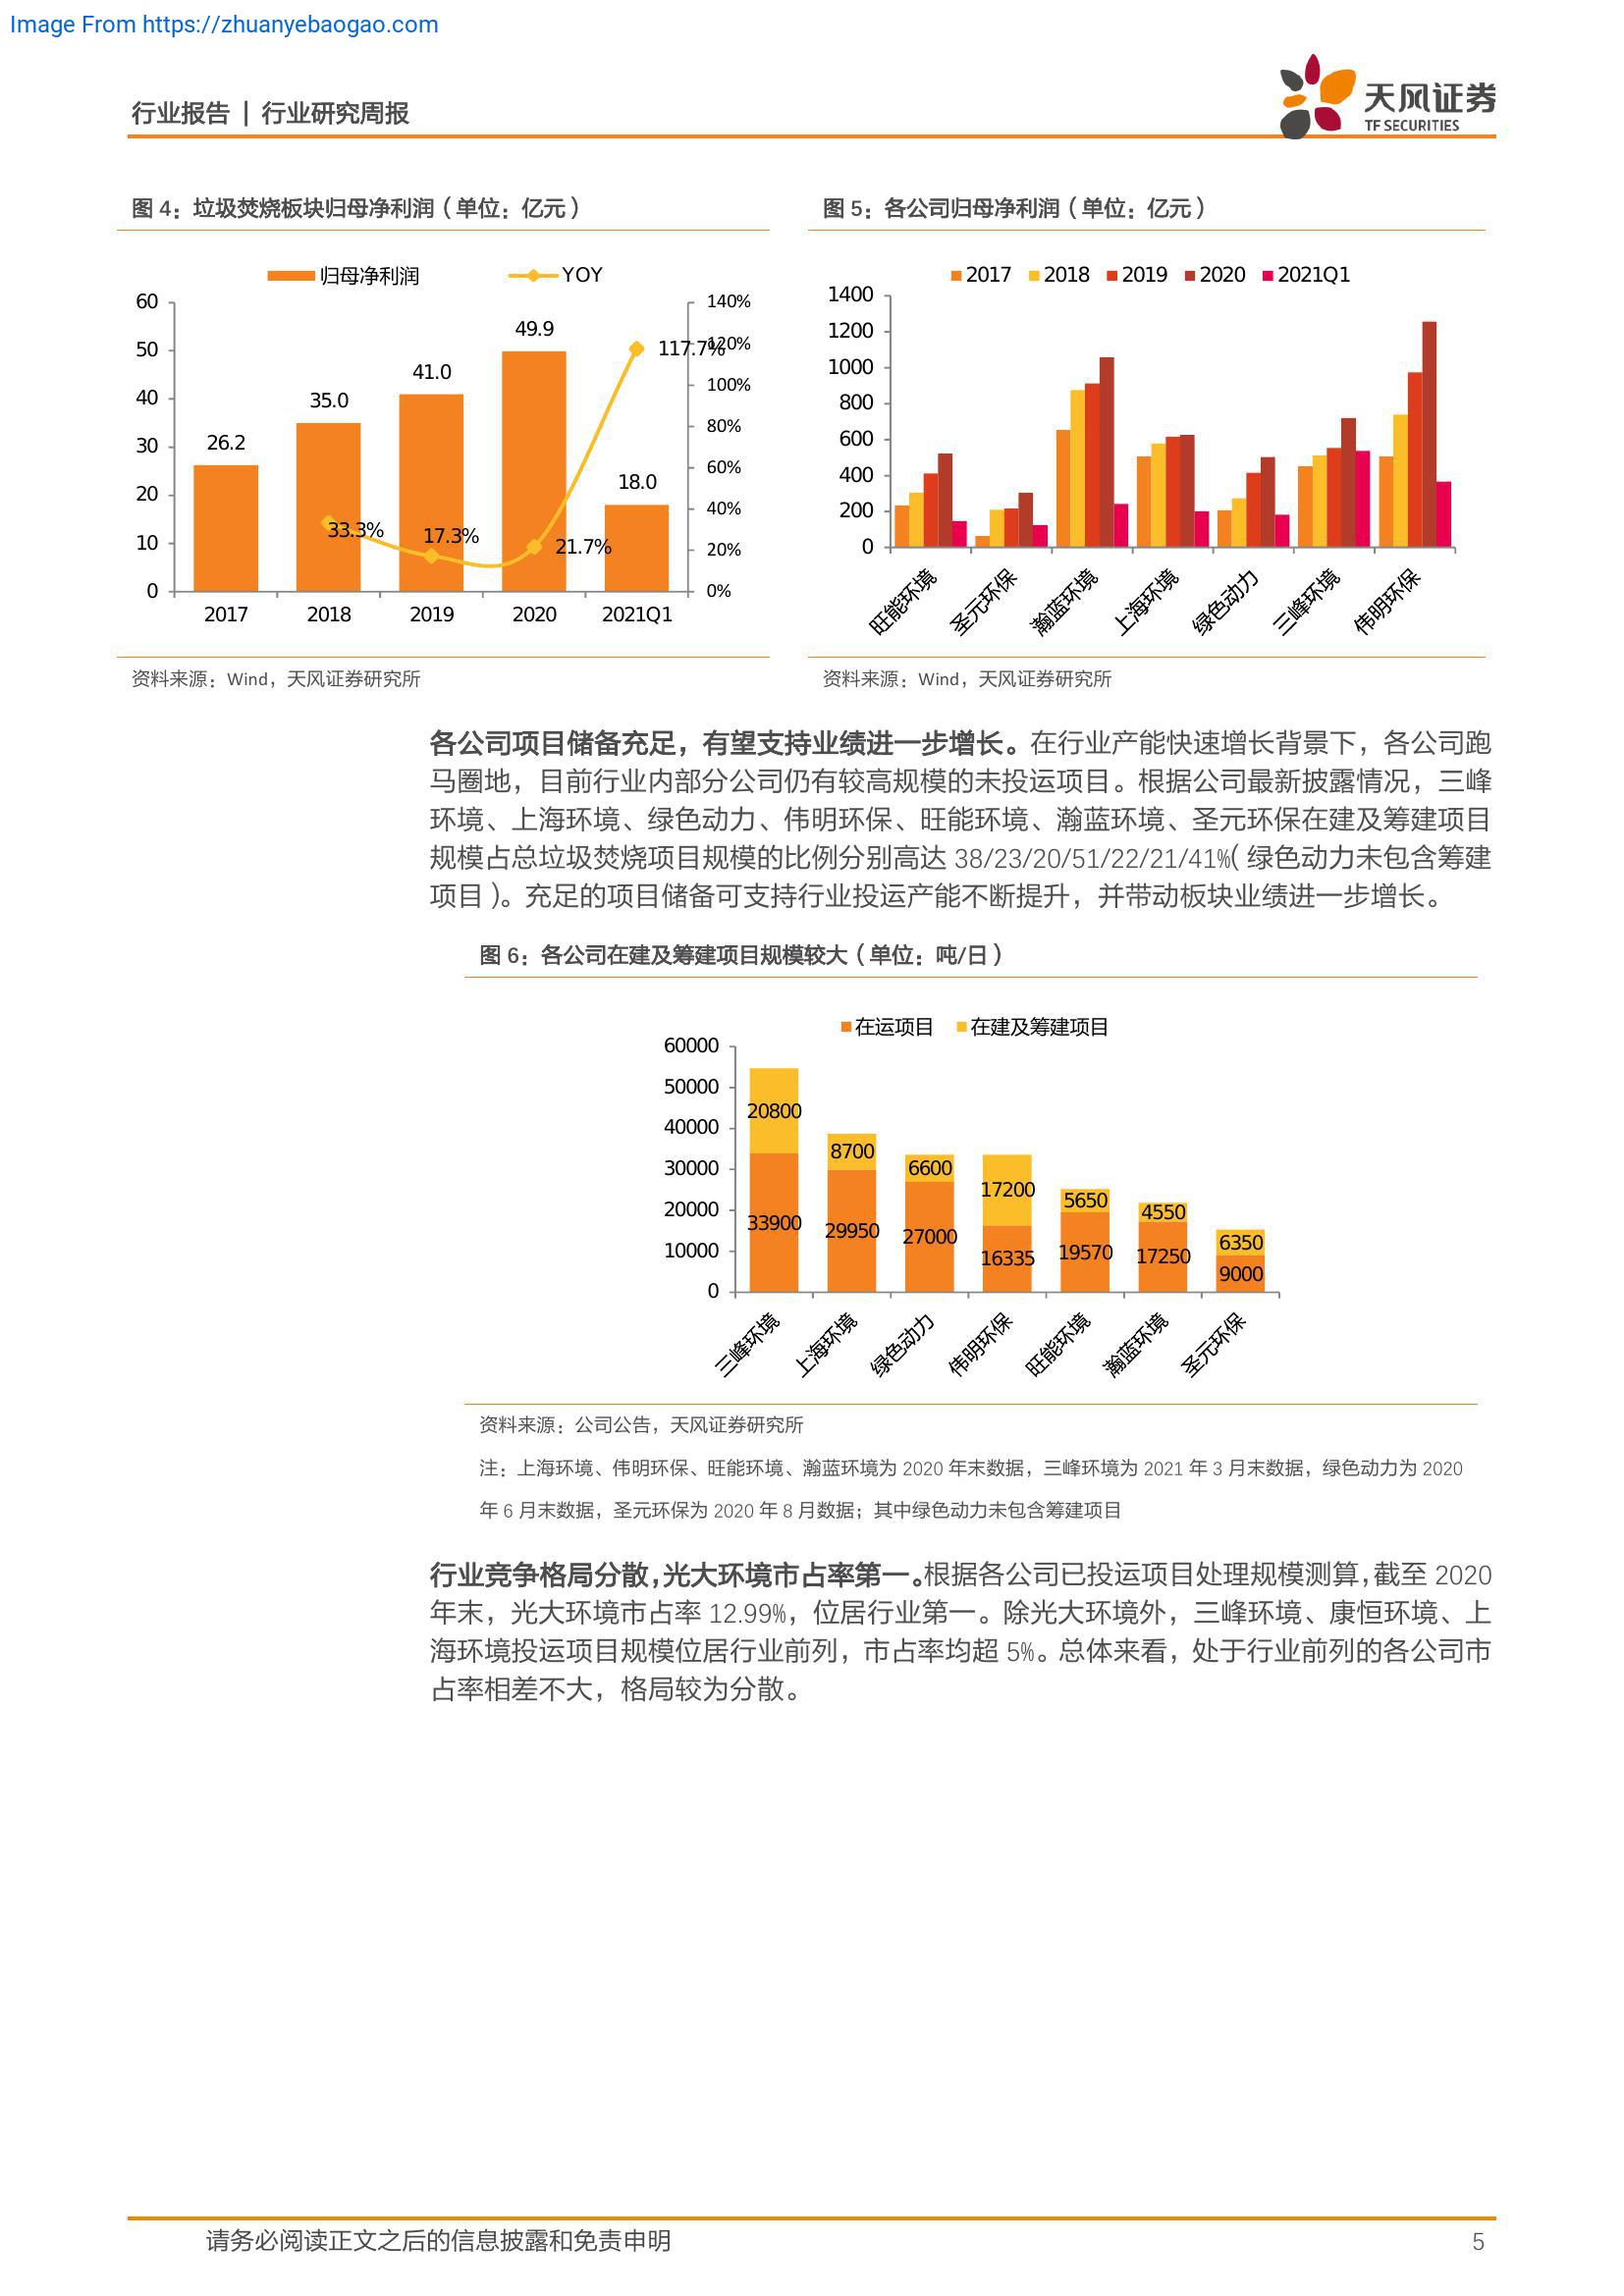 Image From https://zhuanyebaogao.com
行业报告 | 行业研究周报
天风证券
TF SECURITIES
图 4：垃圾焚烧板块归母净利润（单位：亿元）
归母净利润 YOY
60
50
40
30
20
10
0
140%
120%
100%
80%
60%
40%
20%
0%
26.2
35.0
41.0
49.9
18.0
33.3%
17.3%
21.7%
117.7%
2017 2018 2019 2020 2021Q1
资料来源：Wind，天风证券研究所
图 5：各公司归母净利润（单位：亿元）
2017 2018 2019 2020 2021Q1
1400
1200
1000
800
600
400
200
0
旺能环境 圣元环保 瀚蓝环境 上海环境 绿色动力 三峰环境 伟明环保
资料来源：Wind，天风证券研究所
各公司项目储备充足，有望支持业绩进一步增长。在行业产能快速增长背景下，各公司跑
马圈地，目前行业内部分公司仍有较高规模的未投运项目。根据公司最新披露情况，三峰
环境、上海环境、绿色动力、伟明环保、旺能环境、瀚蓝环境、圣元环保在建及筹建项目
规模占总垃圾焚烧项目规模的比例分别高达 38/23/20/51/22/21/41%（绿色动力未包含筹建
项目）。充足的项目储备可支持行业投运产能不断提升，并带动板块业绩进一步增长。
图 6：各公司在建及筹建项目规模较大（单位：吨/日）
在运项目 在建及筹建项目
60000
50000
40000
30000
20000
10000
0
20800
8700
6600
17200
5650
4550
6350
33900
29950
27000
16335
19570
17250
9000
三峰环境 上海环境 绿色动力 伟明环保 旺能环境 瀚蓝环境 圣元环保
资料来源：公司公告，天风证券研究所
注：上海环境、伟明环保、旺能环境、瀚蓝环境为 2020 年末数据，三峰环境为 2021 年 3 月末数据，绿色动力为 2020
年 6 月末数据，圣元环保为 2020 年 8 月数据；其中绿色动力未包含筹建项目
行业竞争格局分散，光大环境市占率第一。根据各公司已投运项目处理规模测算，截至 2020
年末，光大环境市占率 12.99%，位居行业第一。除光大环境外，三峰环境、康恒环境、上
海环境投运项目规模位居行业前列，市占率均超 5%。总体来看，处于行业前列的各公司市
占率相差不大，格局较为分散。
请务必阅读正文之后的信息披露和免责申明
5